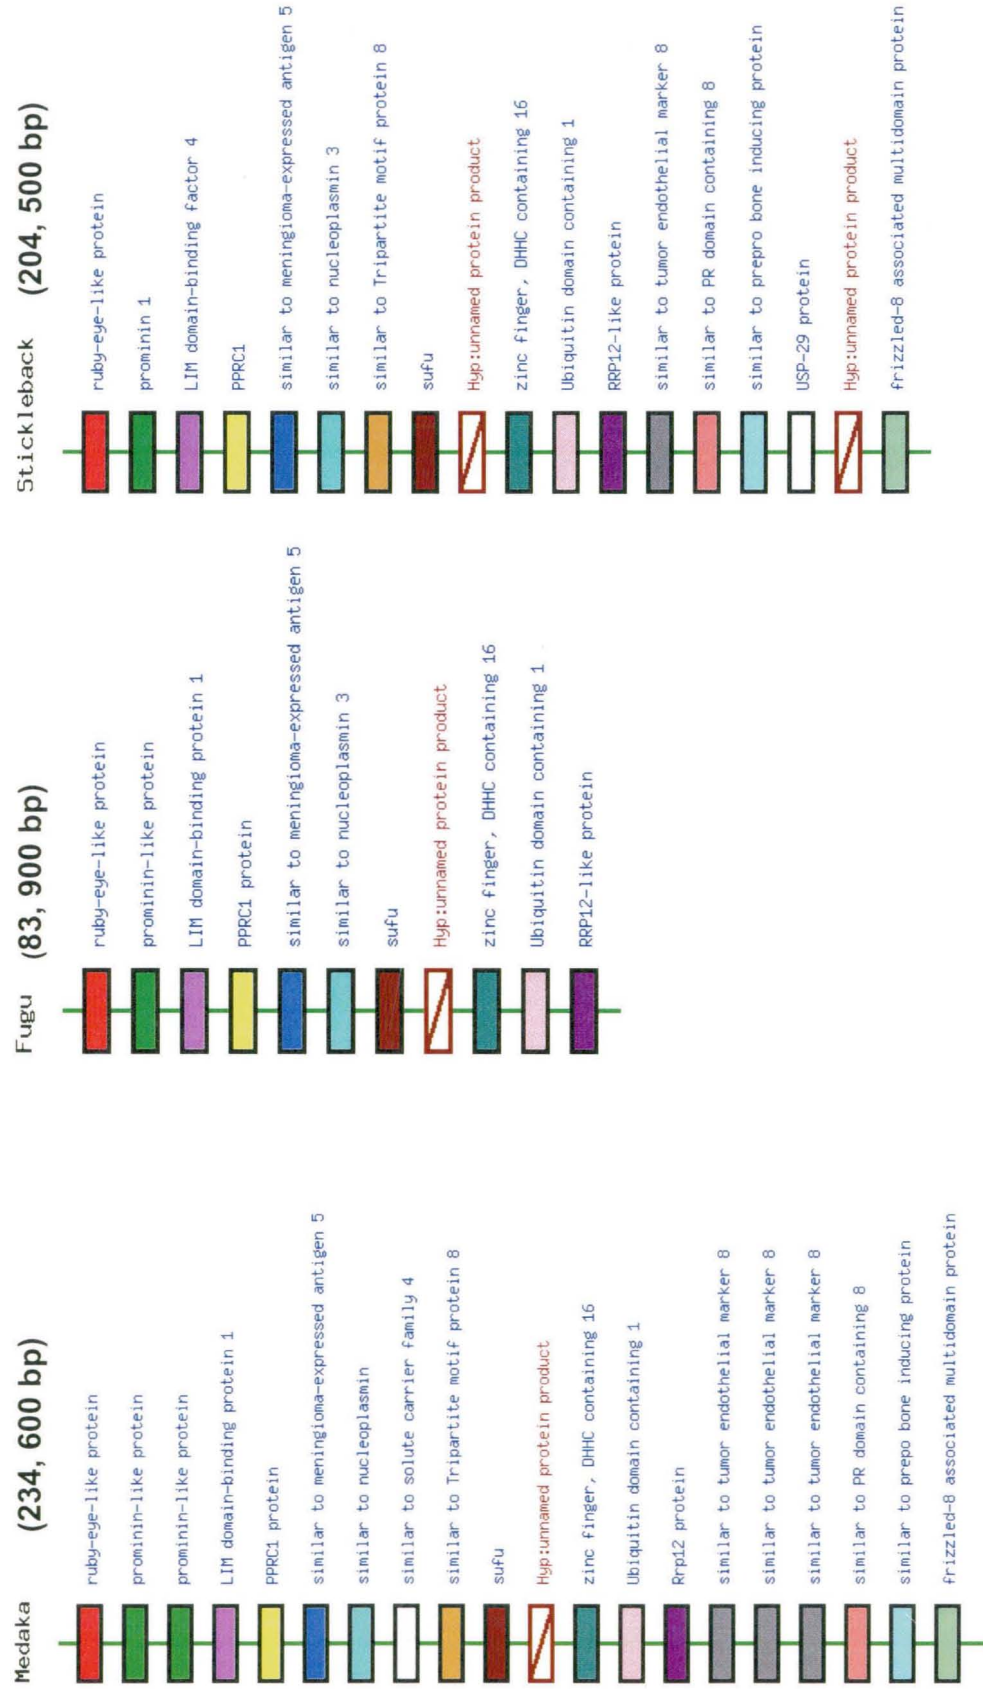 Medaka (234, 600 bp)
ruby-eye-like protein
prominin-like protein
prominin-like protein
LIM domain-binding protein 1
PPRC1 protein
similar to meningioma-expressed antigen 5
similar to nucleoplasmin
similar to solute carrier family 4
similar to Tripartite motif protein 8
sufu
Hyp:unnamed protein product
zinc finger, DHHC containing 16
Ubiquitin domain containing 1
Rrp12 protein
similar to tumor endothelial marker 8
similar to tumor endothelial marker 8
similar to tumor endothelial marker 8
similar to PR domain containing 8
similar to prepo bone inducing protein
frizzled-8 associated multidomain protein
Fugu (83, 900 bp)
ruby-eye-like protein
prominin-like protein
LIM domain-binding protein 1
PPRC1 protein
similar to meningioma-expressed antigen 5
similar to nucleoplasmin 3
sufu
Hyp:unnamed protein product
zinc finger, DHHC containing 16
Ubiquitin domain containing 1
RRP12-like protein
Stickleback (204, 500 bp)
ruby-eye-like protein
prominin 1
LIM domain-binding factor 4
PPRC1
similar to meningioma-expressed antigen 5
similar to nucleoplasmin 3
similar to Tripartite motif protein 8
sufu
Hyp:unnamed protein product
zinc finger, DHHC containing 16
Ubiquitin domain containing 1
RRP12-like protein
similar to tumor endothelial marker 8
similar to PR domain containing 8
similar to prepro bone inducing protein
USP-29 protein
Hyp:unnamed protein product
frizzled-8 associated multidomain protein